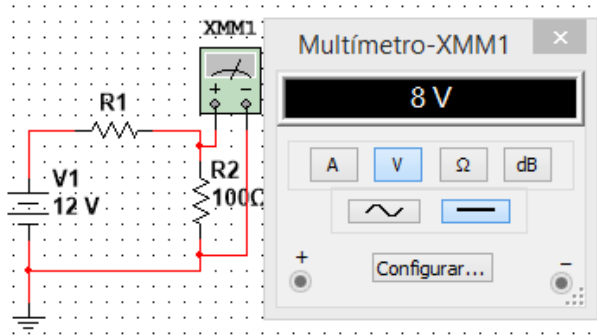 XMM1
R1
V1
12 V
R2
100Ω
Multímetro-XMM1
8 V
A V Ω dB
+ −
Configurar...